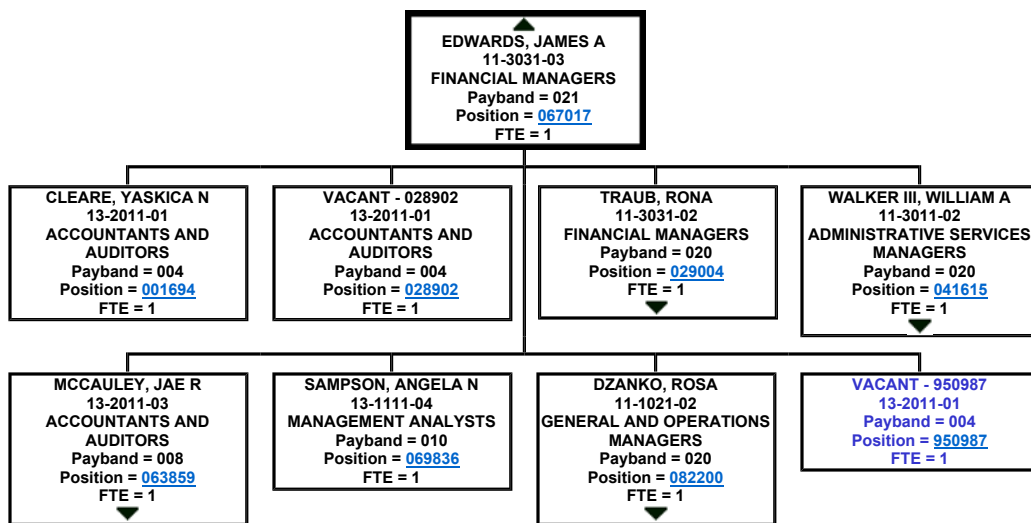 EDWARDS, JAMES A
11-3031-03
FINANCIAL MANAGERS
Payband = 021
Position = 067017
FTE = 1
CLEARE, YASKICA N
13-2011-01
ACCOUNTANTS AND
AUDITORS
Payband = 004
Position = 001694
FTE = 1
VACANT - 028902
13-2011-01
ACCOUNTANTS AND
AUDITORS
Payband = 004
Position = 028902
FTE = 1
TRAUB, RONA
11-3031-02
FINANCIAL MANAGERS
Payband = 020
Position = 029004
FTE = 1
WALKER III, WILLIAM A
11-3011-02
ADMINISTRATIVE SERVICES
MANAGERS
Payband = 020
Position = 041615
FTE = 1
MCCAULEY, JAE R
13-2011-03
ACCOUNTANTS AND
AUDITORS
Payband = 008
Position = 063859
FTE = 1
SAMPSON, ANGELA N
13-1111-04
MANAGEMENT ANALYSTS
Payband = 010
Position = 069836
FTE = 1
DZANKO, ROSA
11-1021-02
GENERAL AND OPERATIONS
MANAGERS
Payband = 020
Position = 082200
FTE = 1
VACANT - 950987
13-2011-01
Payband = 004
Position = 950987
FTE = 1